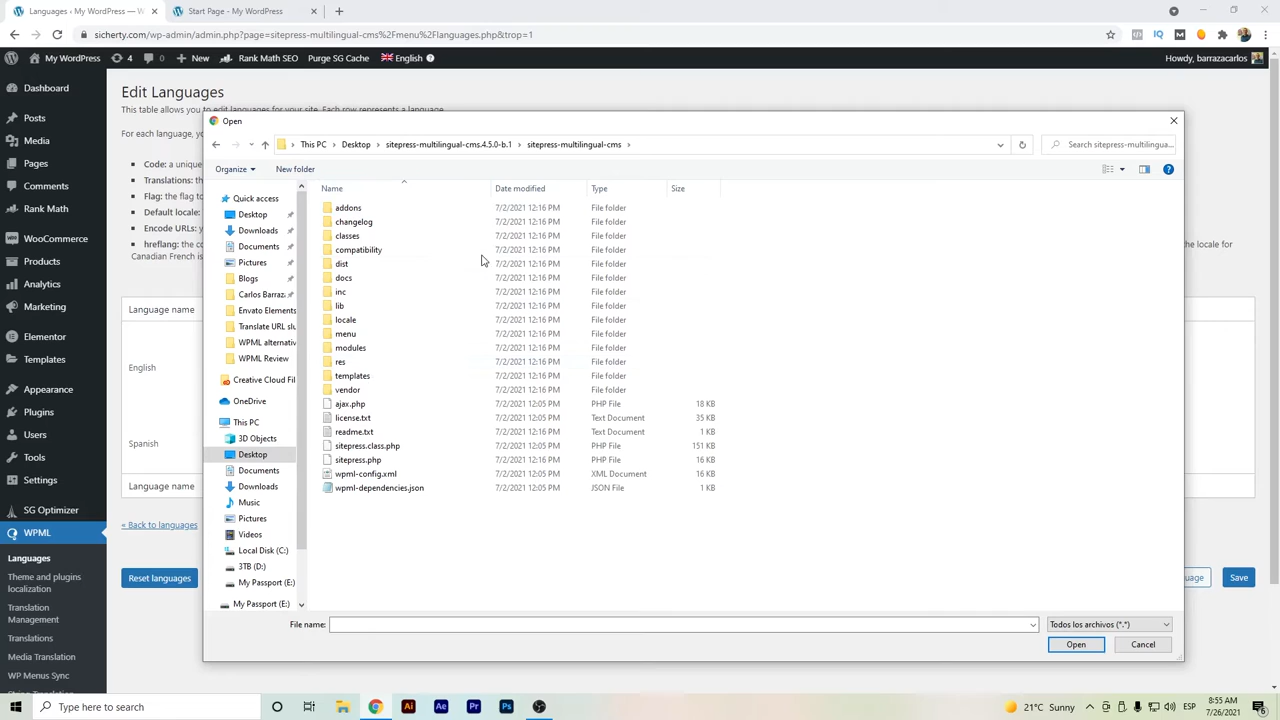 Languages ‹ My WordPress — W
Start Page - My WordPress
sicherty/wp-admin/admin.php?page=sitepress-multilingual-cms%2Fmenu%2Flanguages.php&trop=1
My WordPress
4
New
Rank Math SEO
Purge SG Cache
English
Howdy, barrazacarlos
Dashboard
Posts
Media
Pages
Comments
Rank Math
WooCommerce
Products
Analytics
Marketing
Elementor
Templates
Appearance
Plugins
Users
Tools
Settings
SG Optimizer
WPML
Languages
Theme and plugins
localization
Translation
Management
Translations
Media Translation
WP Menus Sync
Edit Languages
This table allows you to edit languages for your site. Each row represents a language.
For each language, you
Code: a unique
Translations: th
Flag: the flag to
Default locale:
Encode URLs: y
hreflang: the co
Canadian French is
the locale for
Language name
English
Spanish
Language name
« Back to languages
Reset languages
uage
Save
Open
This PC
Desktop
sitepress-multilingual-cms.4.5.0-b.1
sitepress-multilingual-cms
Search sitepress-multilingua...
Organize
New folder
Quick access
Desktop
Downloads
Documents
Pictures
Blogs
Carlos Barraz
Envato Elements
Translate URL slu
WPML alternativ
WPML Review
Creative Cloud Fil
OneDrive
This PC
3D Objects
Desktop
Documents
Downloads
Music
Pictures
Videos
Local Disk (C:)
3TB (D:)
My Passport (E:)
My Passport (E:)
Name Date modified Type Size
addons 7/2/2021 12:16 PM File folder
changelog 7/2/2021 12:16 PM File folder
classes 7/2/2021 12:16 PM File folder
compatibility 7/2/2021 12:16 PM File folder
dist 7/2/2021 12:16 PM File folder
docs 7/2/2021 12:16 PM File folder
inc 7/2/2021 12:16 PM File folder
lib 7/2/2021 12:16 PM File folder
locale 7/2/2021 12:16 PM File folder
menu 7/2/2021 12:16 PM File folder
modules 7/2/2021 12:16 PM File folder
res 7/2/2021 12:16 PM File folder
templates 7/2/2021 12:16 PM File folder
vendor 7/2/2021 12:16 PM File folder
ajax.php 7/2/2021 12:05 PM PHP File 18 KB
license.txt 7/2/2021 12:16 PM Text Document 35 KB
readme.txt 7/2/2021 12:16 PM Text Document 1 KB
sitepress.class.php 7/2/2021 12:05 PM PHP File 151 KB
sitepress.php 7/2/2021 12:05 PM PHP File 16 KB
wpml-config.xml 7/2/2021 12:05 PM XML Document 16 KB
wpml-dependencies.json 7/2/2021 12:05 PM JSON File 1 KB
File name:
Todos los archivos (*.*)
Open
Cancel
Type here to search
Ai
Ae
Pr
Ps
21°C Sunny
ESP
8:55 AM
7/26/2021
6